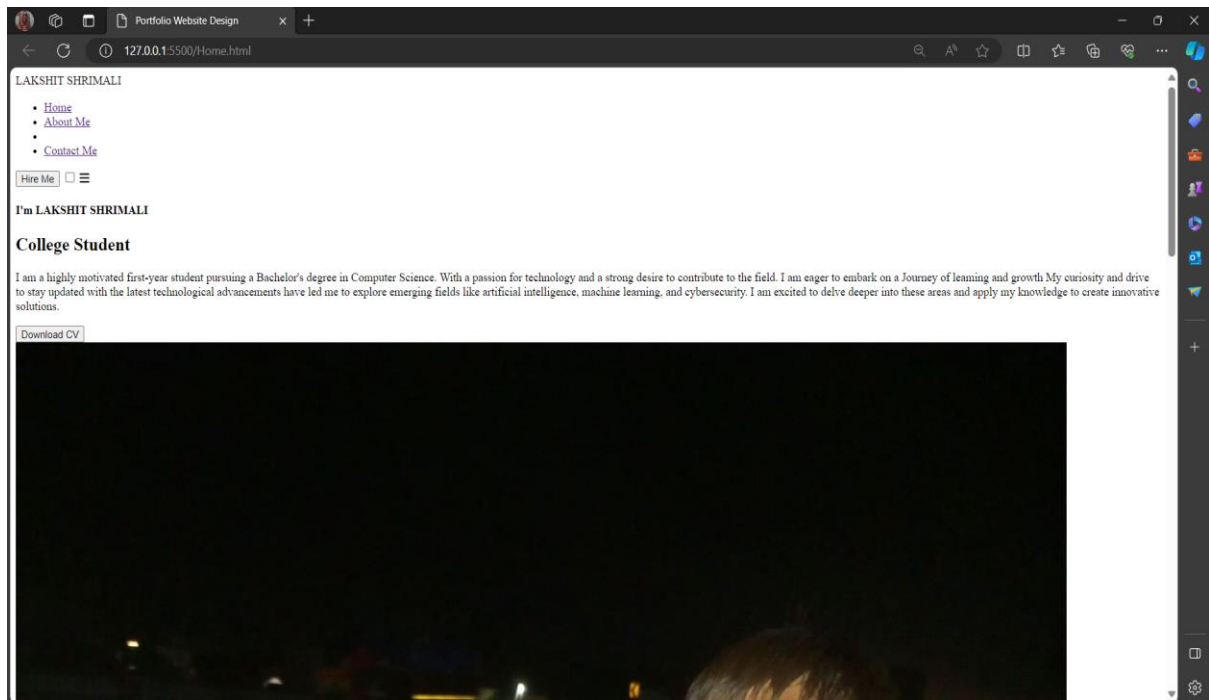 Portfolio Website Design
127.0.0.1:5500/Home.html
LAKSHIT SHRIMALI
Home
About Me
Contact Me
Hire Me
I'm LAKSHIT SHRIMALI
College Student
I am a highly motivated first-year student pursuing a Bachelor's degree in Computer Science. With a passion for technology and a strong desire to contribute to the field. I am eager to embark on a Journey of learning and growth My curiosity and drive
to stay updated with the latest technological advancements have led me to explore emerging fields like artificial intelligence, machine learning, and cybersecurity. I am excited to delve deeper into these areas and apply my knowledge to create innovative
solutions.
Download CV